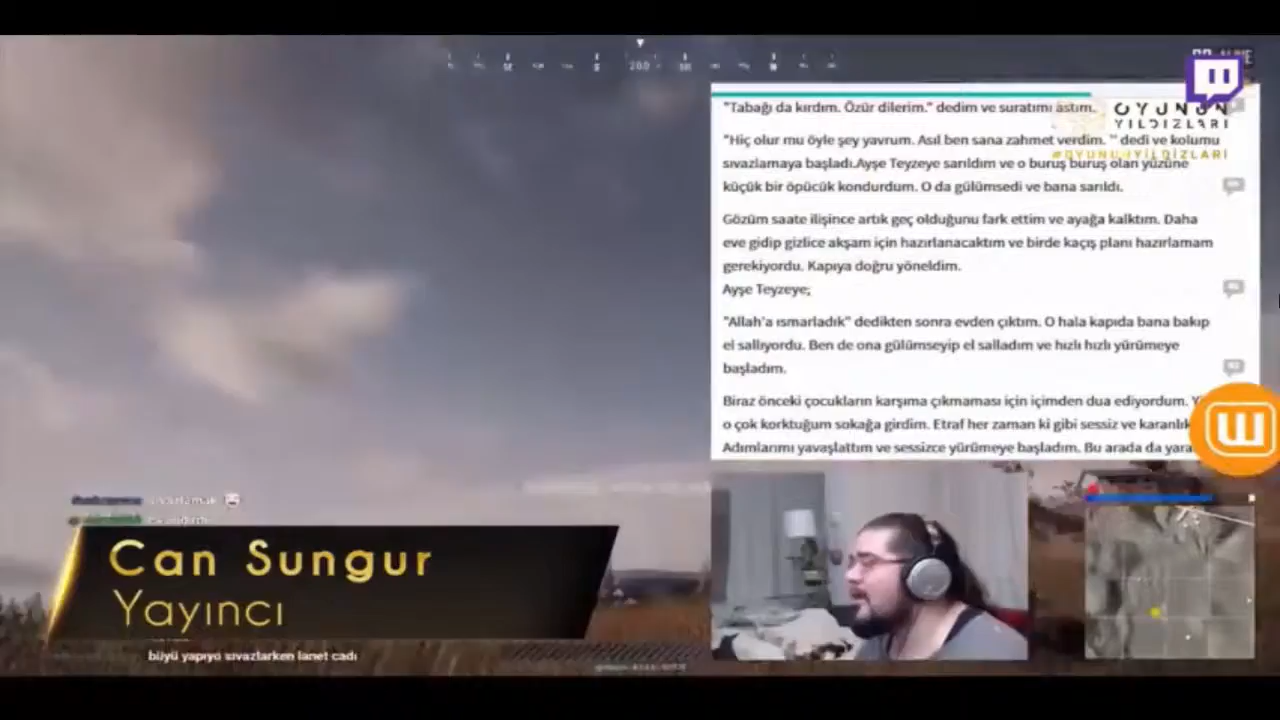 200
"Tabağı da kırdım. Özür dilerim." dedim ve suratımı astım.
OYUNUN
YILDIZLARI
"Hiç olur mu öyle şey yavrum. Asıl ben sana zahmet verdim. " dedi ve kolumu
#OYUNUNYILDIZLARI
sıvazlamaya başladı.Ayşe Teyzeye sarıldım ve o buruş buruş olan yüzüne
küçük bir öpücük kondurdum. O da gülümsedi ve bana sarıldı.
Gözüm saate ilişince artık geç olduğunu fark ettim ve ayağa kalktım. Daha
eve gidip gizlice akşam için hazırlanacaktım ve birde kaçış planı hazırlamam
gerekiyordu. Kapıya doğru yöneldim.
Ayşe Teyzeye;
"Allah'a ısmarladık" dedikten sonra evden çıktım. O hala kapıda bana bakıp
el sallıyordu. Ben de ona gülümseyip el salladım ve hızlı hızlı yürümeye
başladım.
Biraz önceki çocukların karşıma çıkmaması için içimden dua ediyordum.
o çok korktuğum sokağa girdim. Etraf her zaman ki gibi sessiz ve karanlık
Adımlarımı yavaşlattım ve sessizce yürümeye başladım. Bu arada da yara
sıvazlamak
Can Sungur
Yayıncı
büyü yapıyo sıvazlarken lanet cadı